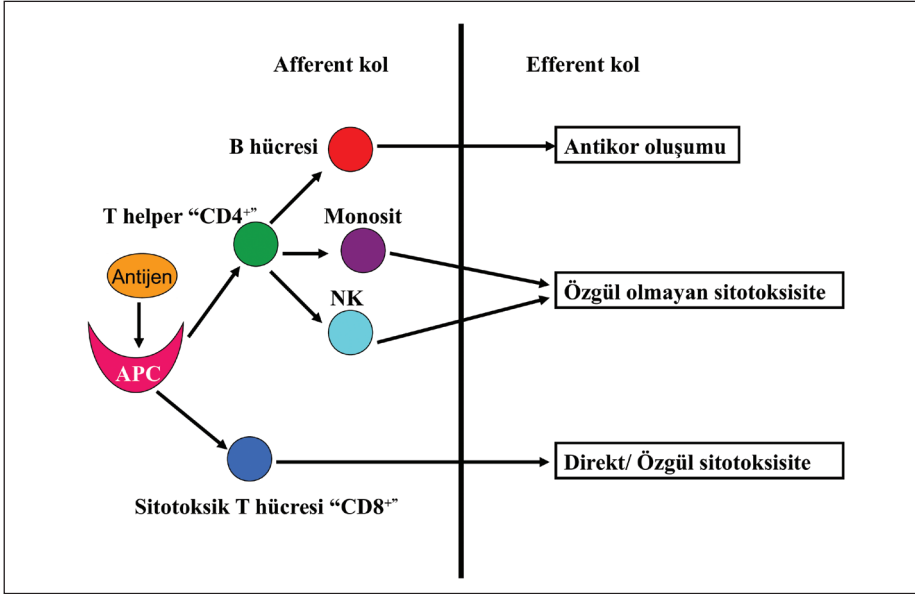 Afferent kol
Efferent kol
B hücresi
Antikor oluşumu
T helper “CD4+”
Monosit
Antijen
NK
Özgül olmayan sitotoksisite
APC
Direkt/ Özgül sitotoksisite
Sitotoksik T hücresi “CD8+”